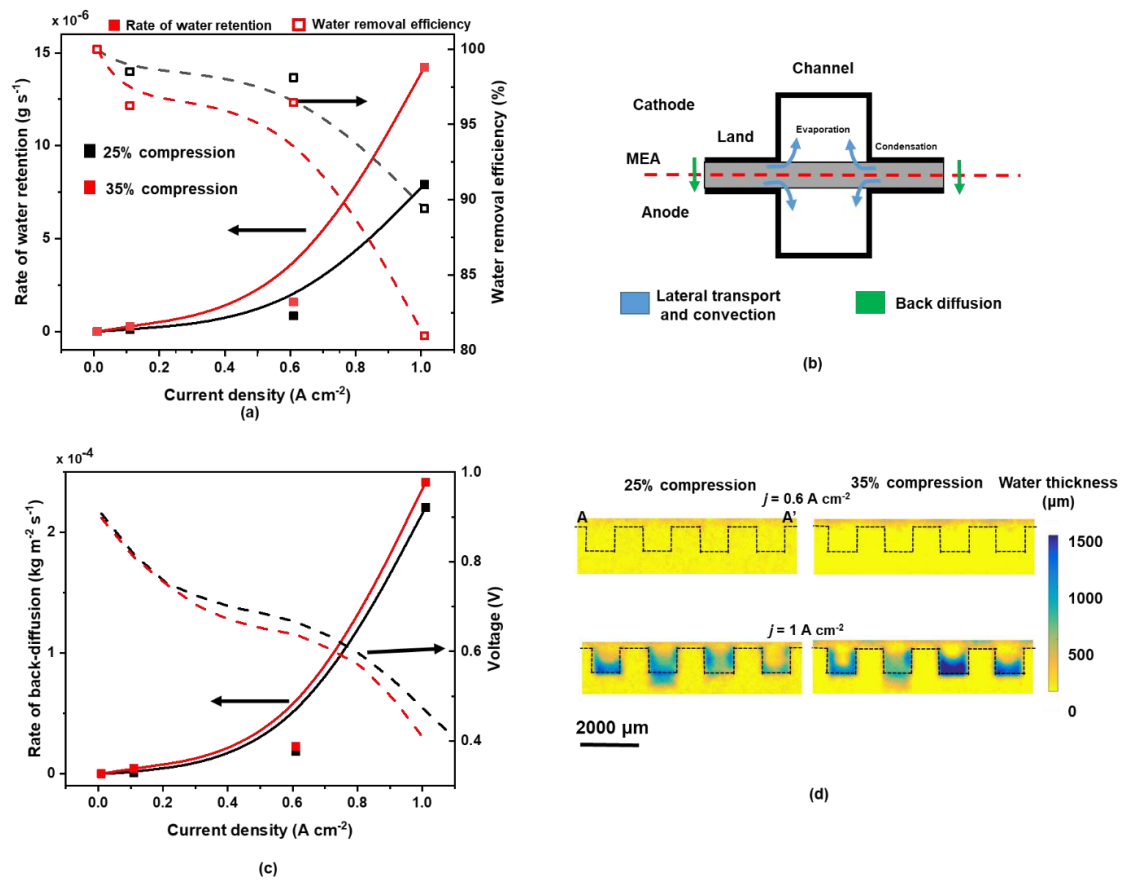 × 10⁻⁶
Rate of water retention
Water removal efficiency
15
10
5
0
100
95
90
85
80
Rate of water retention (g s⁻¹)
Water removal efficiency (%)
25% compression
35% compression
0.0 0.2 0.4 0.6 0.8 1.0
Current density (A cm⁻²)
(a)
Channel
Cathode
Land
Evaporation
Condensation
MEA
Anode
Lateral transport
and convection
Back diffusion
(b)
× 10⁻⁴
2
1
0
1.0
0.9
0.8
0.6
0.4
Rate of back-diffusion (kg m⁻² s⁻¹)
Voltage (V)
0.0 0.2 0.4 0.6 0.8 1.0
Current density (A cm⁻²)
(c)
25% compression
35% compression
Water thickness
(μm)
j = 0.6 A cm⁻²
A A’
1500
1000
500
0
j = 1 A cm⁻²
2000 μm
(d)